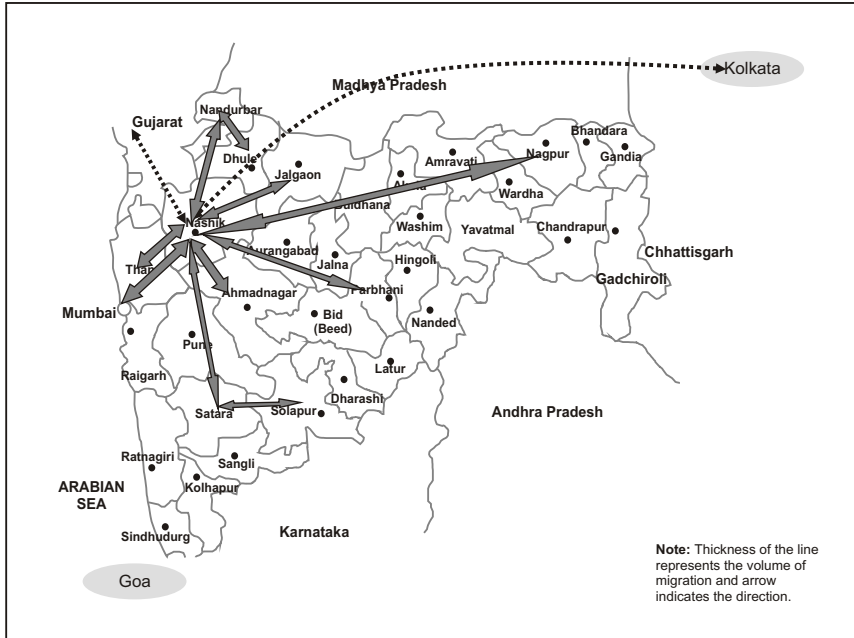 Kolkata
Madhya Pradesh
Nandurbar
Gujarat
Bhandara
Dhule
Nagpur
Gandia
Amravati
Jalgaon
Akola
Wardha
Buldhana
Nashik
Washim
Yavatmal
Chandrapur
Aurangabad
Chhattisgarh
Jalna
Hingoli
Than
Gadchiroli
Parbhani
Ahmadnagar
Mumbai
Bid
(Beed)
Nanded
Pune
Latur
Raigarh
Dharashi
Satara
Solapur
Andhra Pradesh
Ratnagiri
Sangli
ARABIAN
SEA
Kolhapur
Sindhudurg
Karnataka
Goa
Note: Thickness of the line
represents the volume of
migration and arrow
indicates the direction.